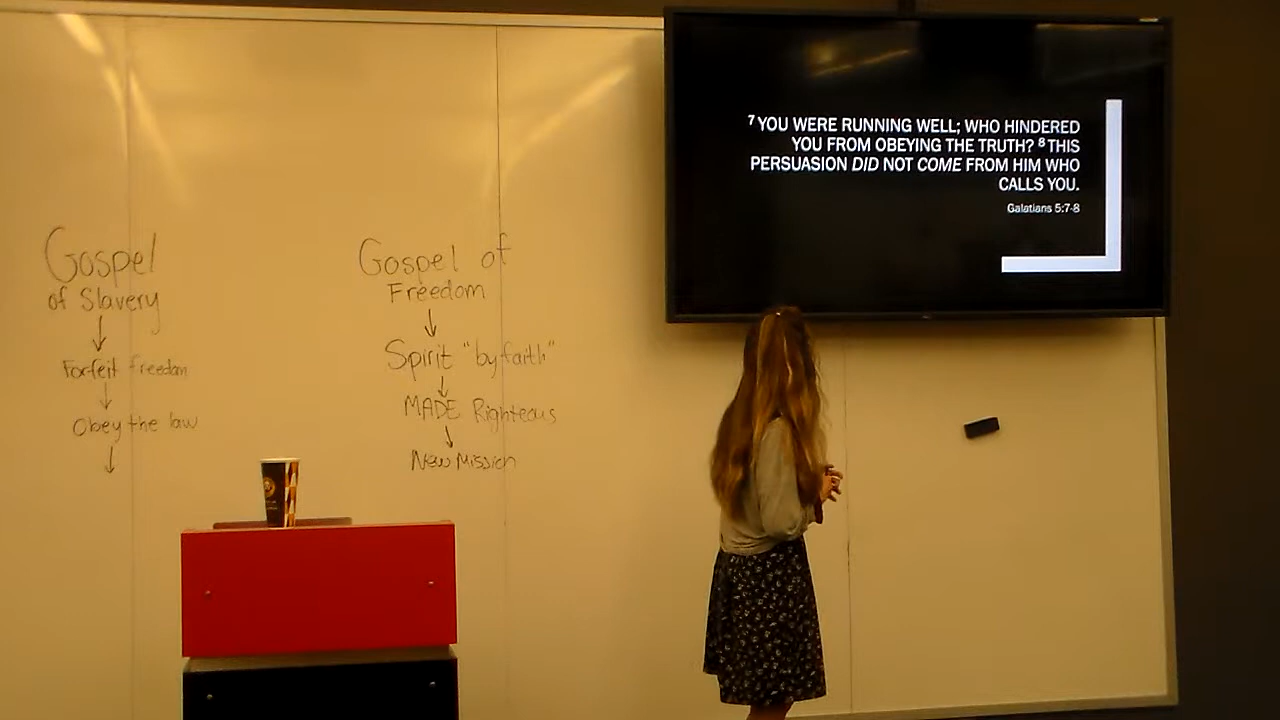 Gospel
of Slavery
↓
Forfeit freedom
↓
Obey the law
↓
Gospel of
Freedom
↓
Spirit "by faith"
↓
MADE Righteous
↓
New Mission
⁷ YOU WERE RUNNING WELL; WHO HINDERED
YOU FROM OBEYING THE TRUTH? ⁸ THIS
PERSUASION DID NOT COME FROM HIM WHO
CALLS YOU.
Galatians 5:7-8